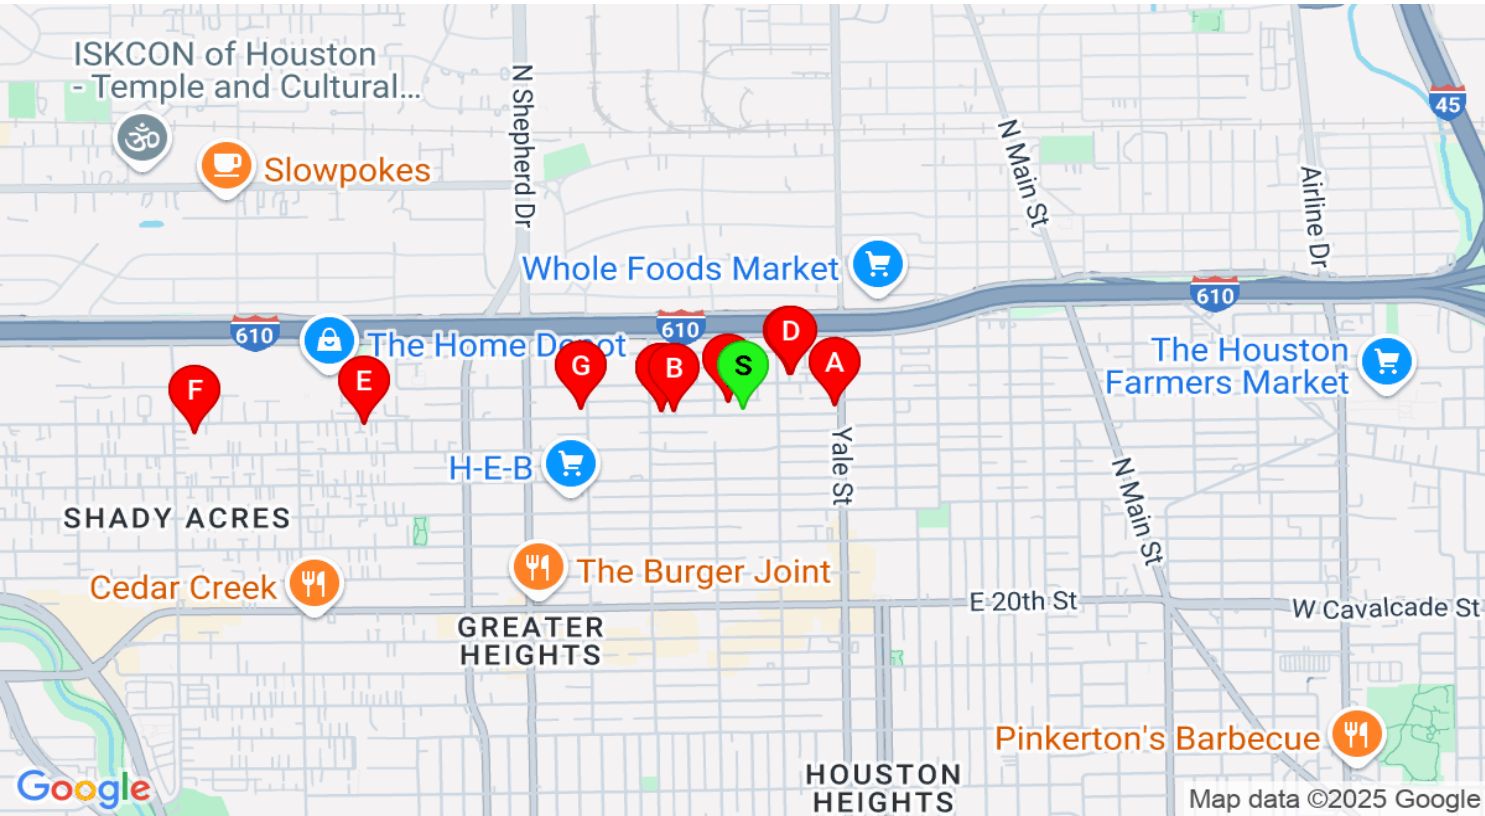 ISKCON of Houston
- Temple and Cultural...
N Shepherd Dr
45
N Main St
Slowpokes
Airline Dr
Whole Foods Market
610
610
610
D
The Home Depot
The Houston
Farmers Market
G
B
S
A
E
F
Yale St
H-E-B
N Main St
SHADY ACRES
The Burger Joint
Cedar Creek
E 20th St
W Cavalcade St
GREATER
HEIGHTS
Pinkerton's Barbecue
HOUSTON
HEIGHTS
Google
Map data ©2025 Google